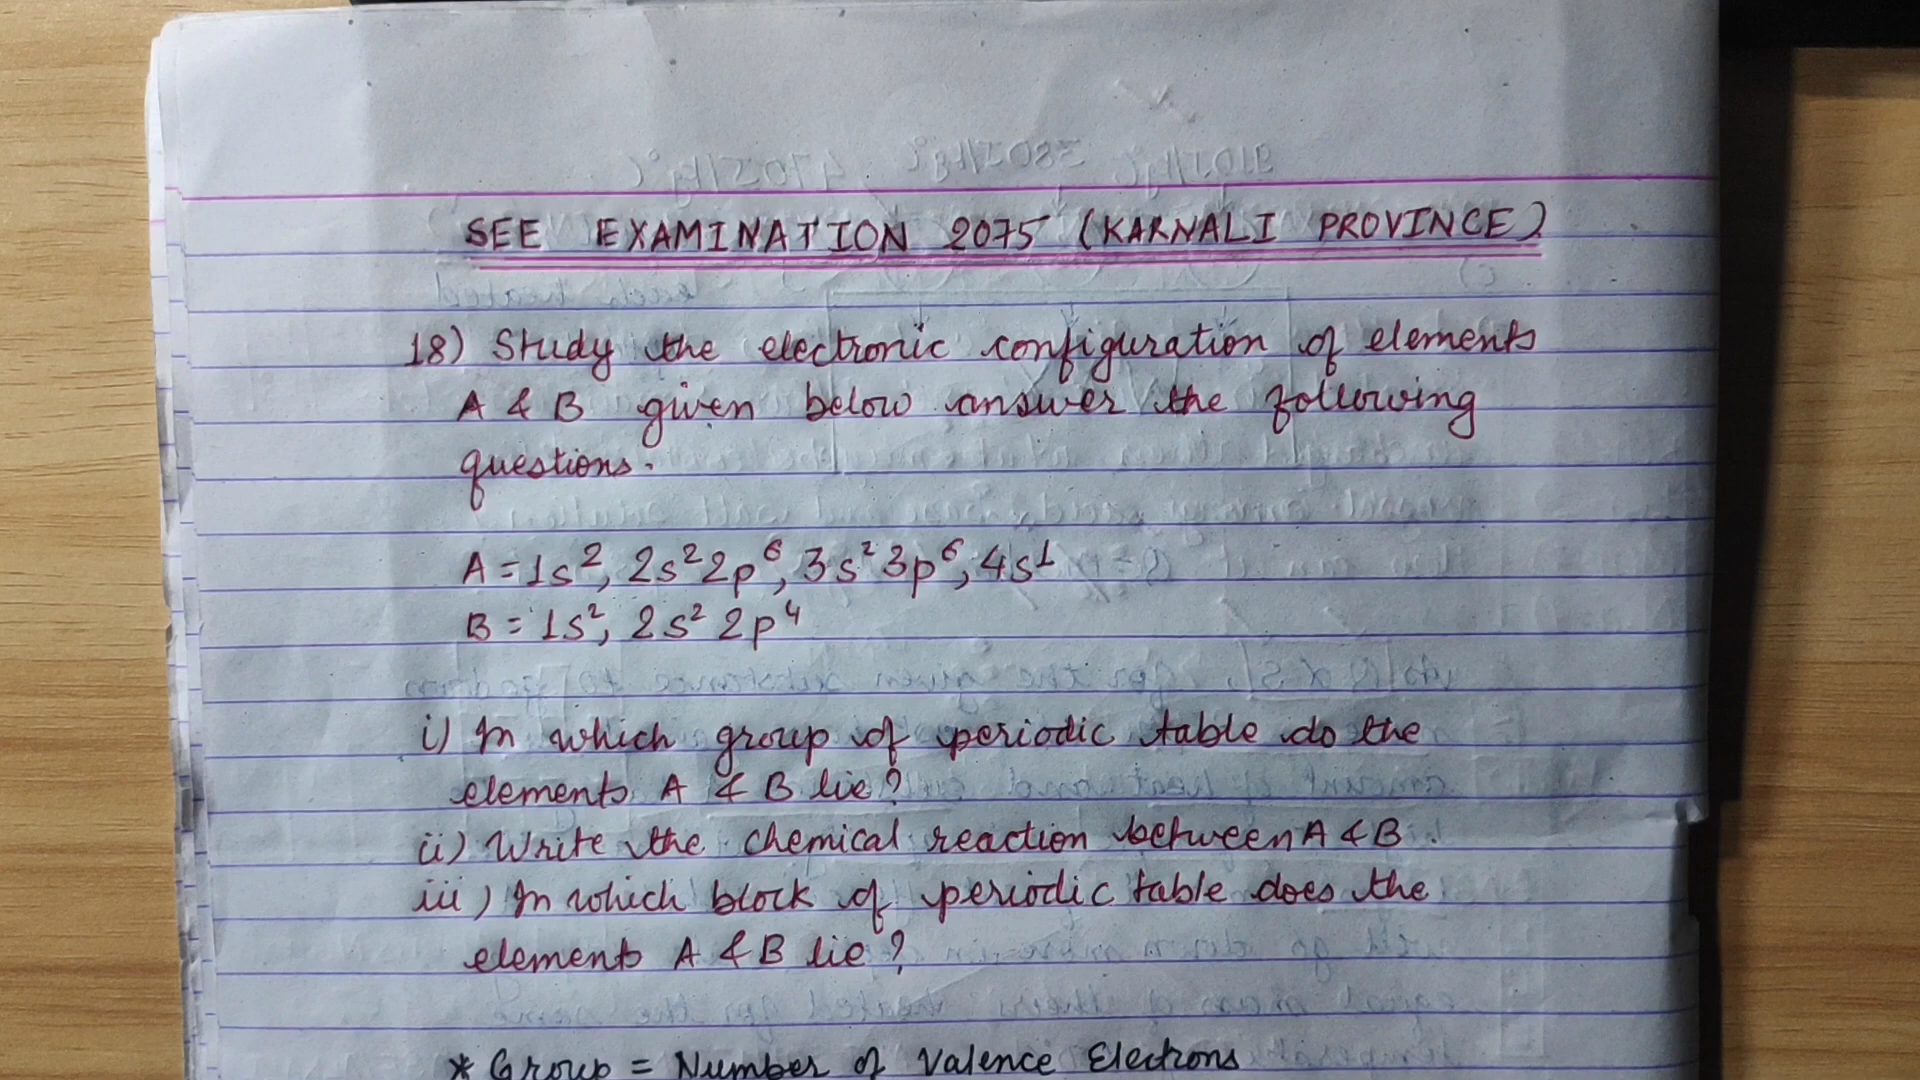 SEE EXAMINATION 2075 (KARNALI PROVINCE)
18) Study the electronic configuration of elements
A & B given below answer the following
questions.
A = 1s², 2s² 2p⁶, 3s² 3p⁶, 4s¹
B = 1s², 2s² 2p⁴
i) In which group of periodic table do the
elements A & B lie?
ii) Write the chemical reaction between A & B.
iii) In which block of periodic table does the
elements A & B lie?
* Group = Number of Valence Electrons